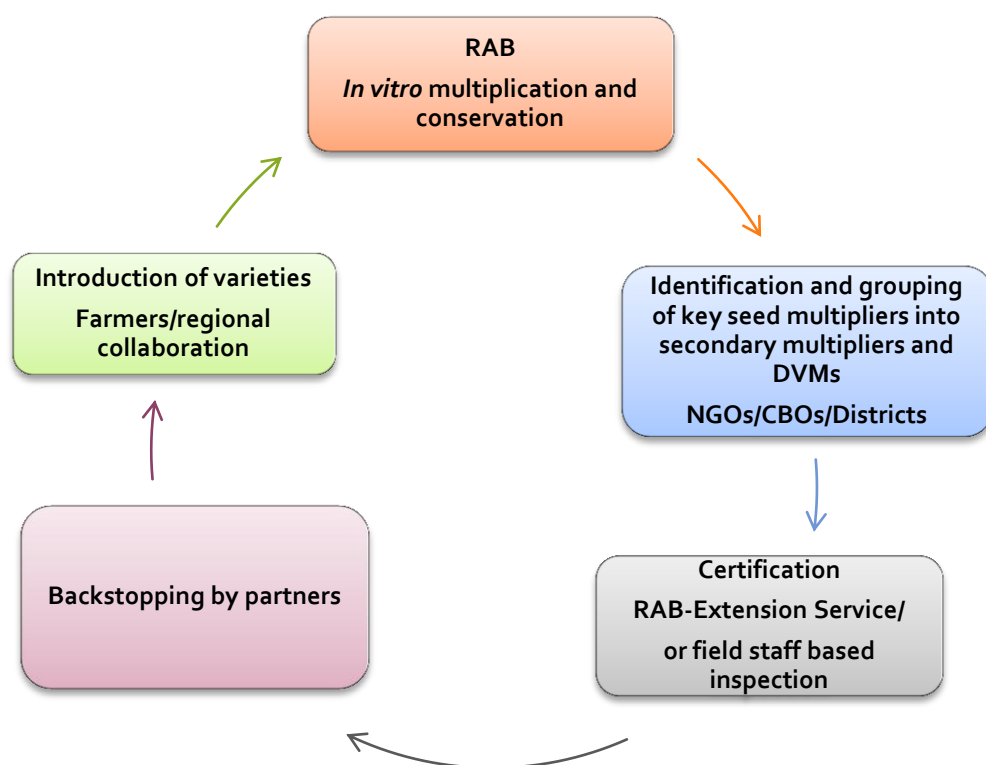 RAB
In vitro multiplication and
conservation
Identification and grouping
of key seed multipliers into
secondary multipliers and
DVMs
NGOs/CBOs/Districts
Certification
RAB-Extension Service/
or field staff based
inspection
Backstopping by partners
Introduction of varieties
Farmers/regional
collaboration